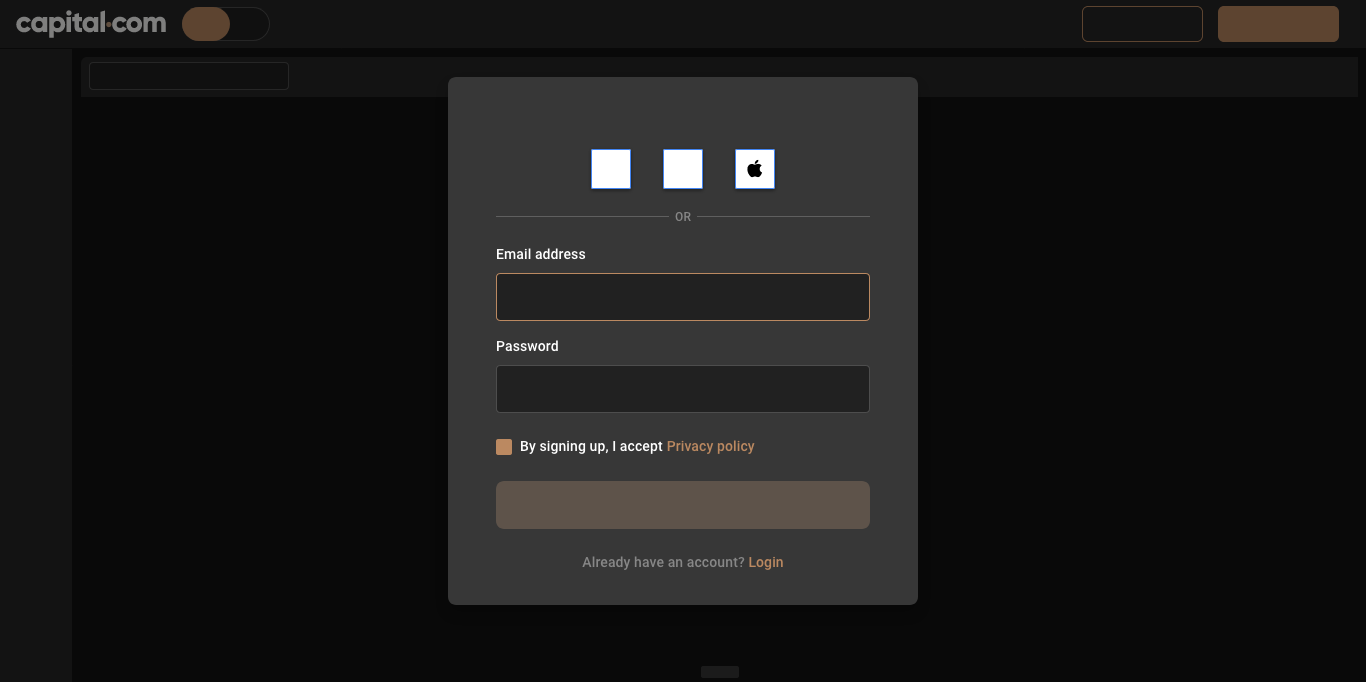 capital.com
OR
Email address
Password
By signing up, I accept Privacy policy
Already have an account? Login